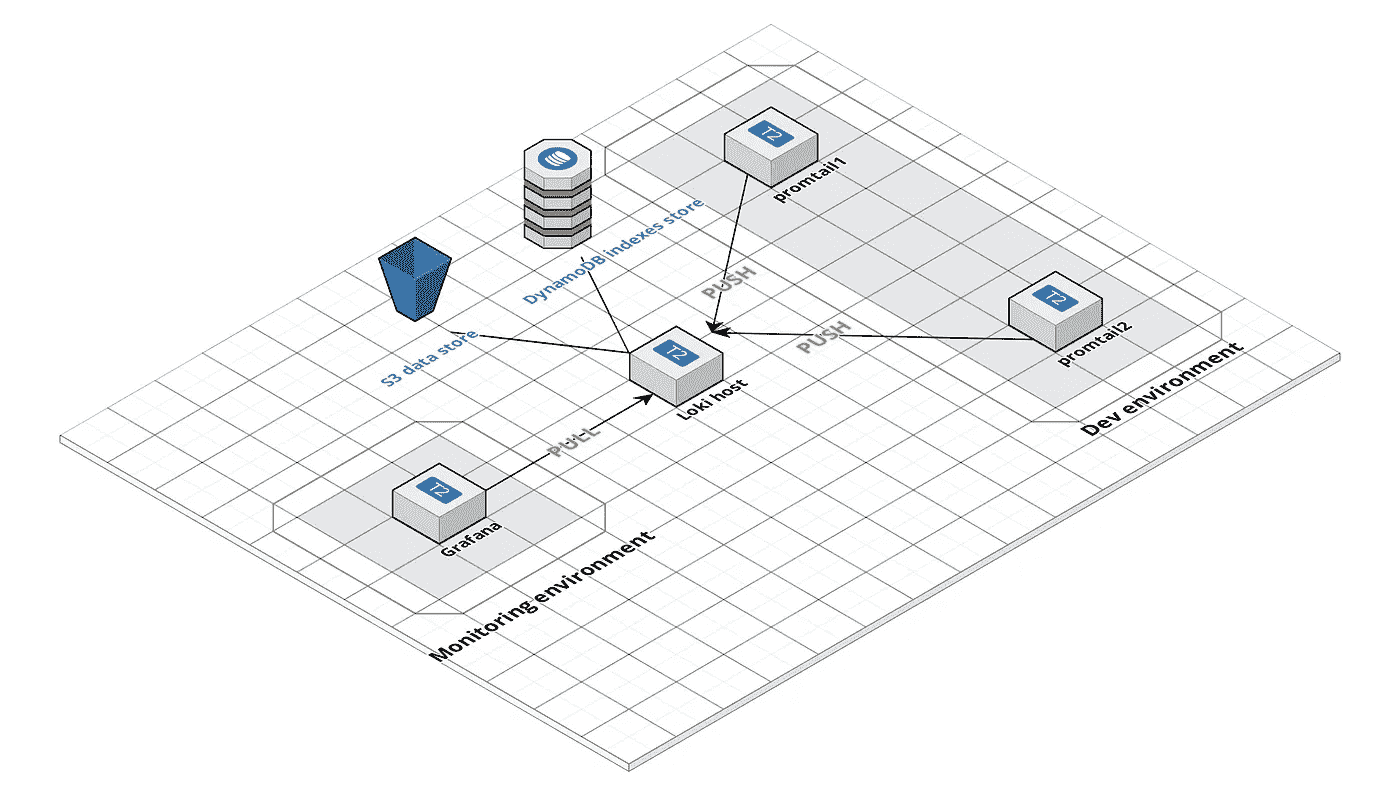 T2
promtail1
DynamoDB indexes store
PUSH
T2
promtail2
PUSH
S3 data store
T2
Loki host
Dev environment
PULL
T2
Grafana
Monitoring environment